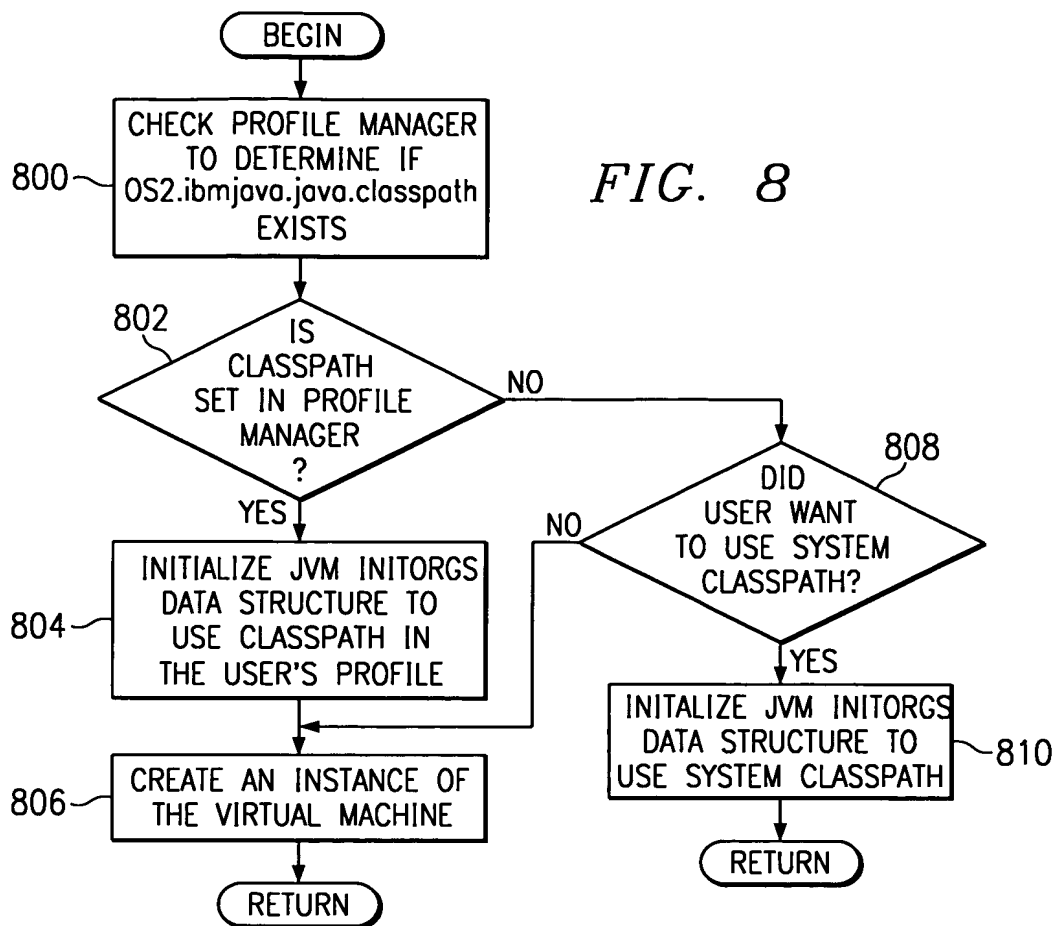 BEGIN
CHECK PROFILE MANAGER
TO DETERMINE IF
OS2.ibmjava.java.classpath
EXISTS
800
FIG. 8
802
IS
CLASSPATH
SET IN PROFILE
MANAGER
?
NO
YES
808
DID
USER WANT
TO USE SYSTEM
CLASSPATH?
NO
YES
804
INITIALIZE JVM INITORGS
DATA STRUCTURE TO
USE CLASSPATH IN
THE USER'S PROFILE
INITALIZE JVM INITORGS
DATA STRUCTURE TO
USE SYSTEM CLASSPATH
810
806
CREATE AN INSTANCE OF
THE VIRTUAL MACHINE
RETURN
RETURN